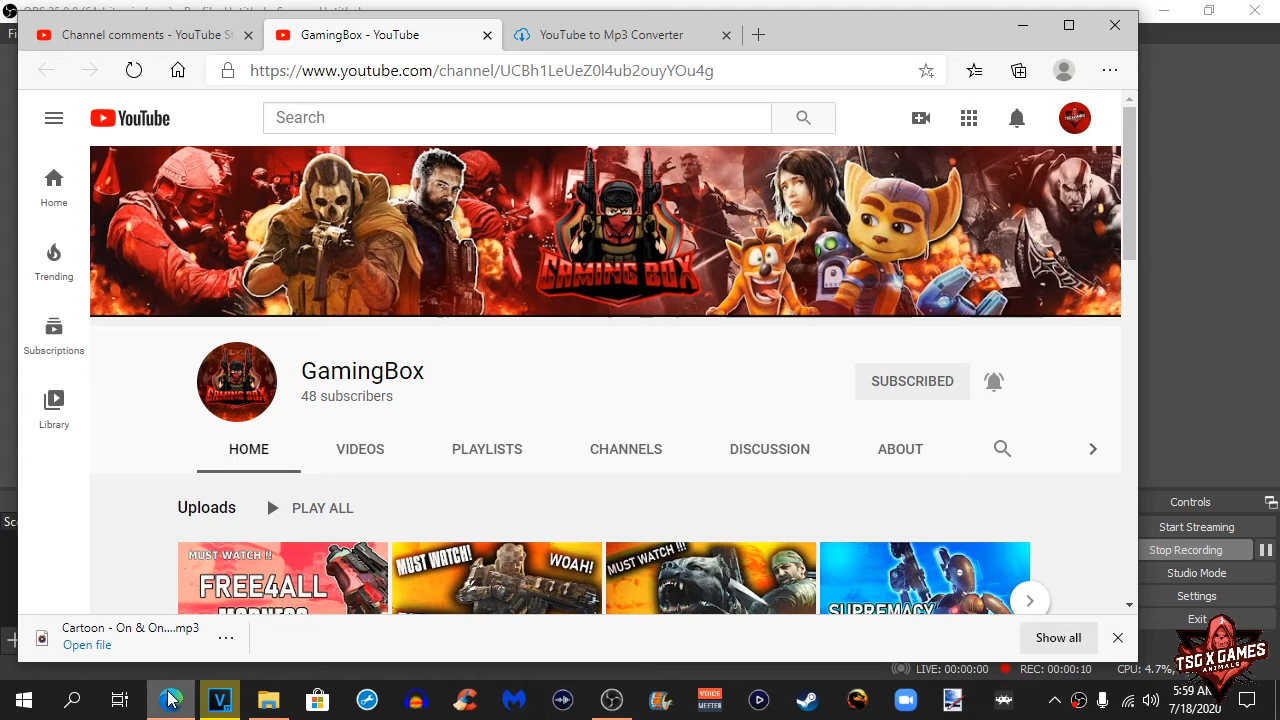 Channel comments - YouTube St
GamingBox - YouTube
YouTube to Mp3 Converter
https://www.youtube.com/channel/UCBh1LeUeZ0l4ub2ouyYOu4g
YouTube
Search
Home
Trending
Subscriptions
Library
GAMING BOX
GAMING BOX
GamingBox
48 subscribers
SUBSCRIBED
HOME
VIDEOS
PLAYLISTS
CHANNELS
DISCUSSION
ABOUT
Uploads
PLAY ALL
MUST WATCH !!
FREE4ALL
MADNESS
MUST WATCH!
WOAH!
MUST WATCH !!!
SUPREMACY
Cartoon - On & On....mp3
Open file
Show all
Controls
Start Streaming
Stop Recording
Studio Mode
Settings
Exit
LIVE: 00:00:00
REC: 00:00:10
CPU: 4.7%,
TSG X GAMES
ANIMALS
VOICE
MEETER
5:59 AM
7/18/2020